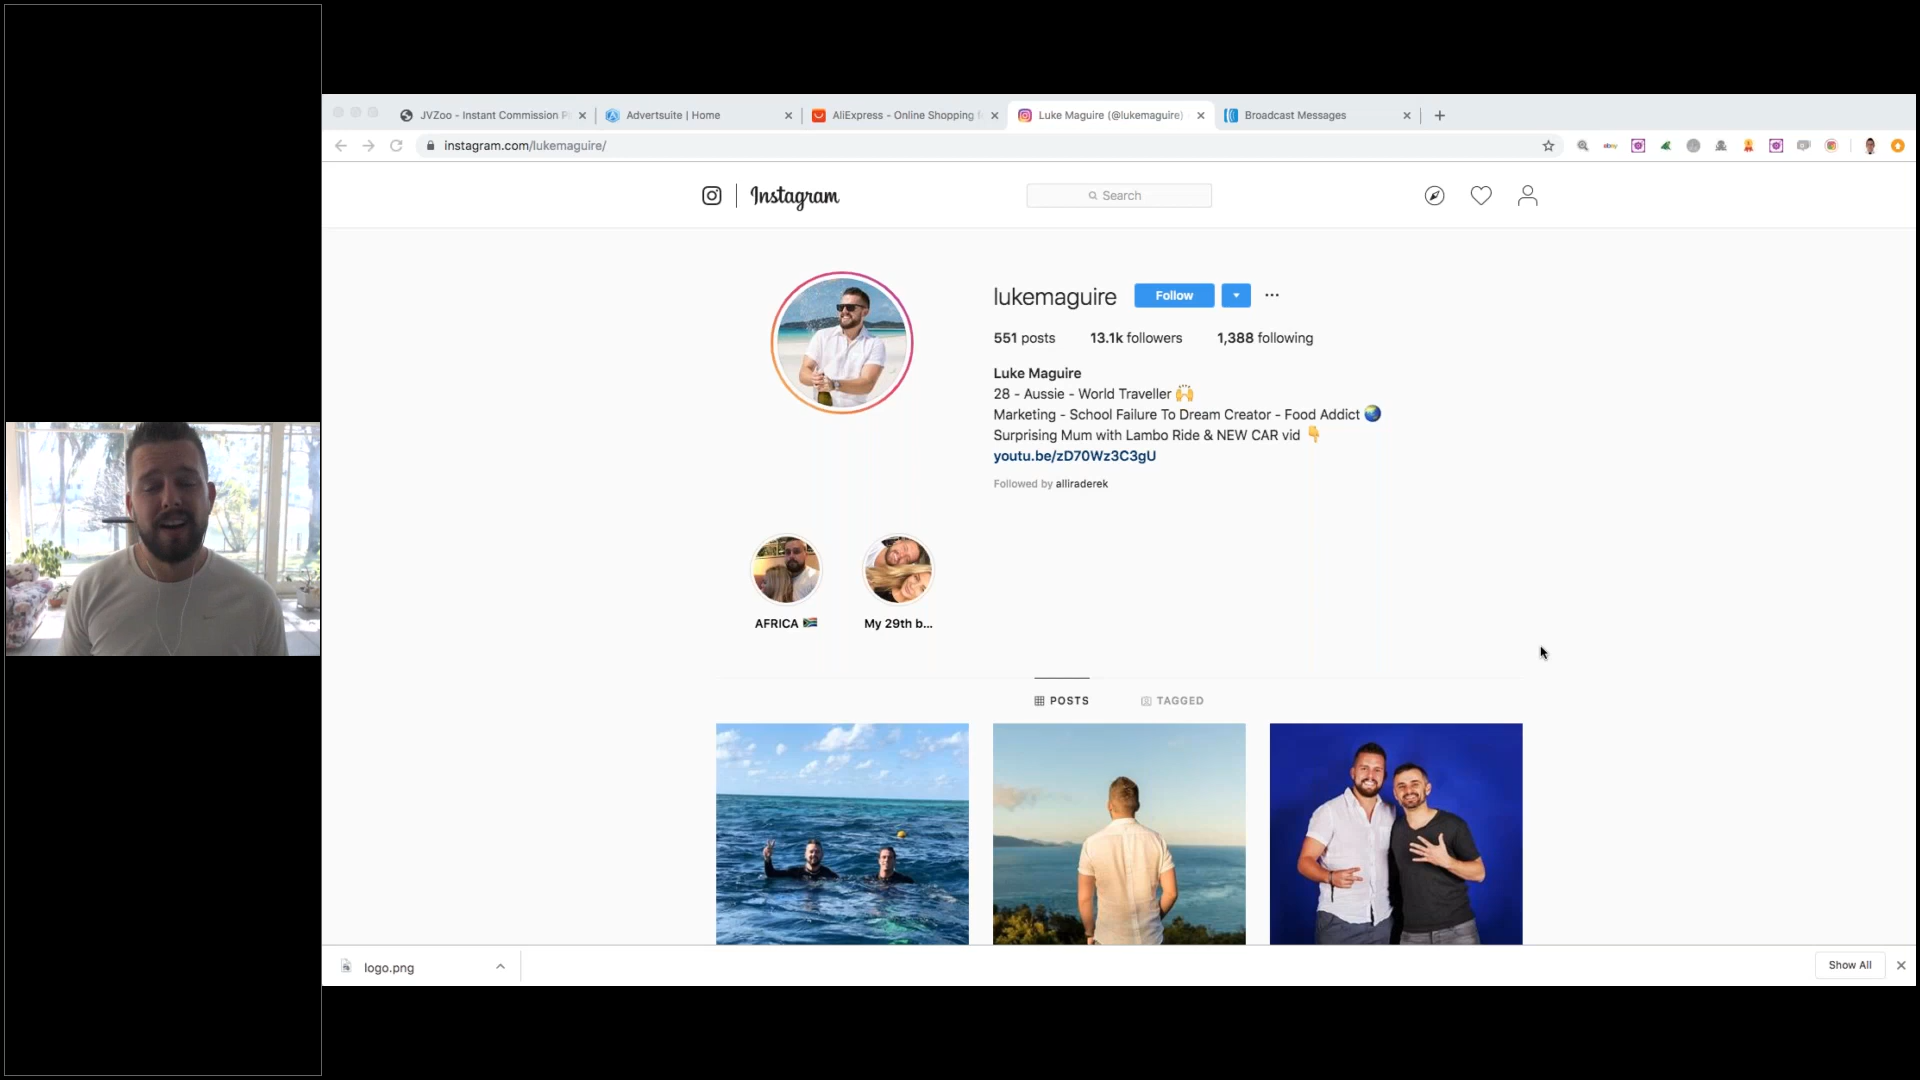 JVZoo - Instant Commission P
Advertsuite | Home
AliExpress - Online Shopping f
Luke Maguire (@lukemaguire)
Broadcast Messages
instagram.com/lukemaguire/
ebay
Instagram
Search
lukemaguire
Follow
551 posts 13.1k followers 1,388 following
Luke Maguire
28 - Aussie - World Traveller 🙌
Marketing - School Failure To Dream Creator - Food Addict 🌏
Surprising Mum with Lambo Ride & NEW CAR vid 👇
youtu.be/zD70Wz3C3gU
Followed by alliraderek
AFRICA 🇿🇦
My 29th b...
POSTS
TAGGED
logo.png
Show All